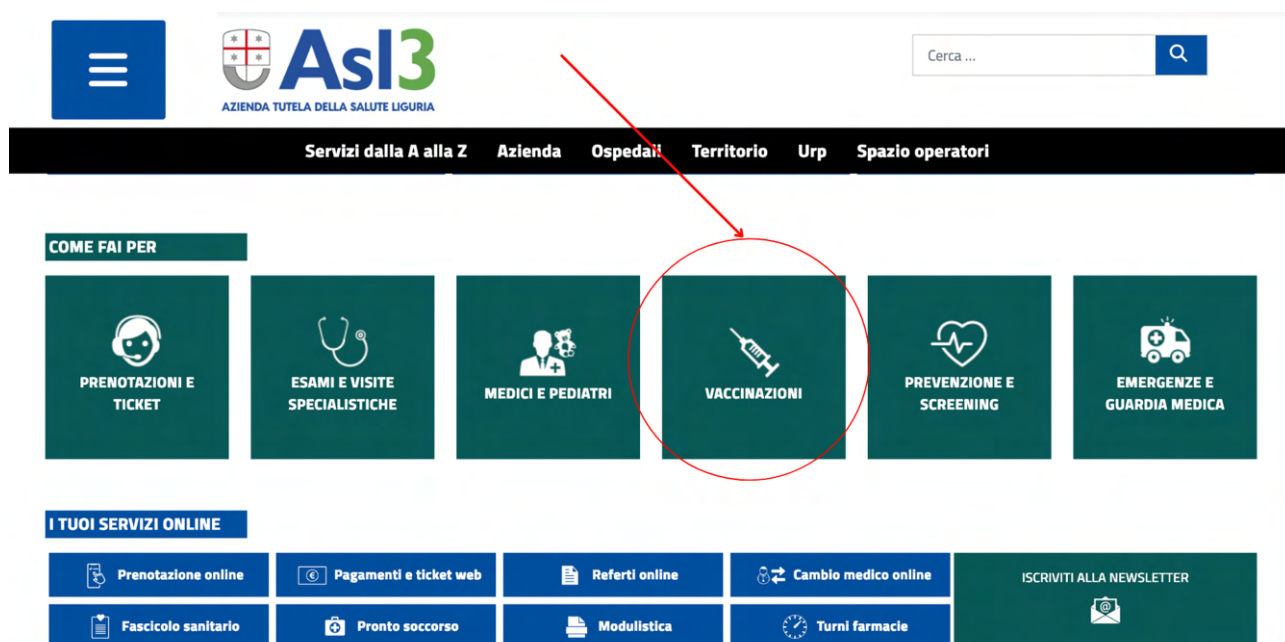 Asl3
AZIENDA TUTELA DELLA SALUTE LIGURIA
Cerca ...
Servizi dalla A alla Z Azienda Ospedali Territorio Urp Spazio operatori
COME FAI PER
PRENOTAZIONI E
TICKET
ESAMI E VISITE
SPECIALISTICHE
MEDICI E PEDIATRI
VACCINAZIONI
PREVENZIONE E
SCREENING
EMERGENZE E
GUARDIA MEDICA
I TUOI SERVIZI ONLINE
Prenotazione online
Pagamenti e ticket web
Referti online
Cambio medico online
ISCRIVITI ALLA NEWSLETTER
Fascicolo sanitario
Pronto soccorso
Modulistica
Turni farmacie